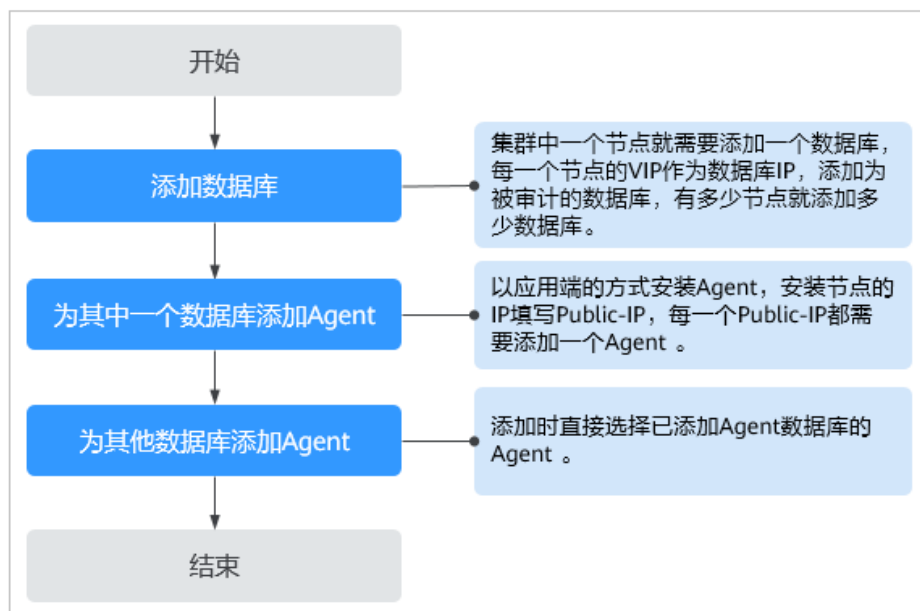 开始
添加数据库
集群中一个节点就需要添加一个数据库，
每一个节点的VIP作为数据库IP，添加为
被审计的数据库，有多少节点就添加多
少数据库。
为其中一个数据库添加Agent
以应用端的方式安装Agent，安装节点的
IP填写Public-IP，每一个Public-IP都需
要添加一个Agent 。
为其他数据库添加Agent
添加时直接选择已添加Agent数据库的
Agent 。
结束